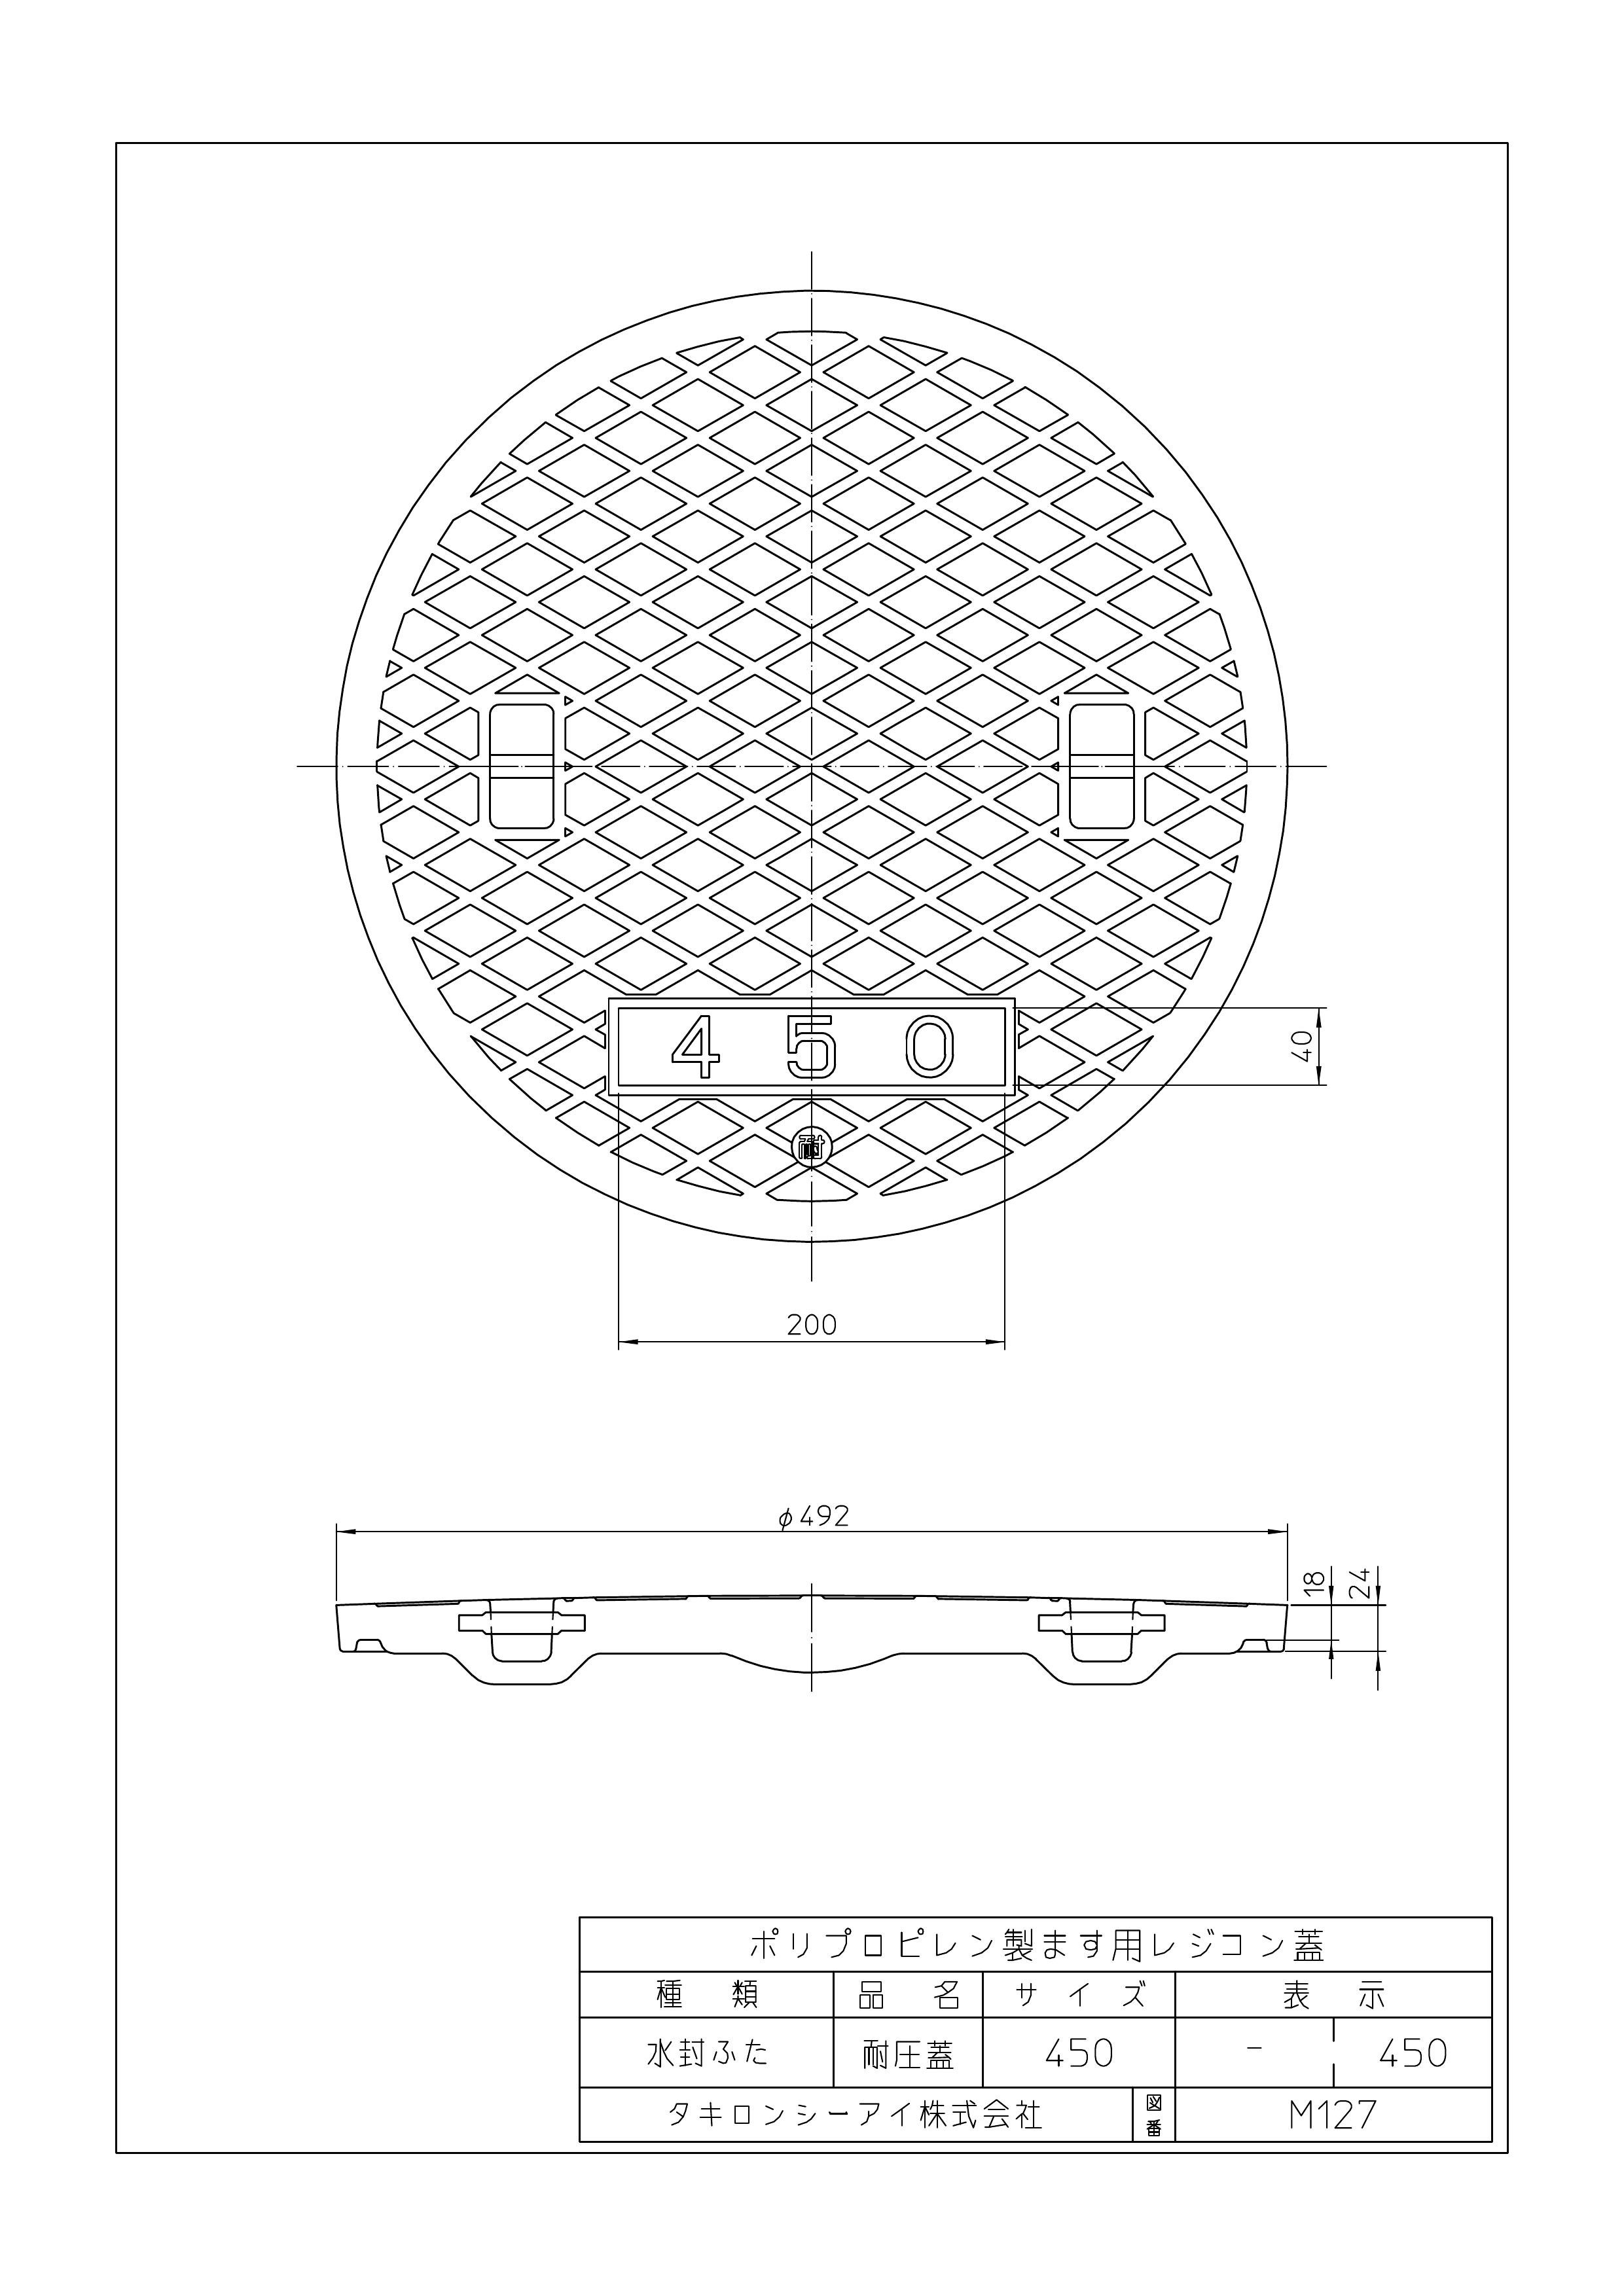 450
耐
40
200
φ492
18
24
ポリプロピレン製ます用レジコン蓋
種類 品名 サイズ 表示
水封ふた 耐圧蓋 450 - 450
タキロンシーアイ株式会社 図番 M127